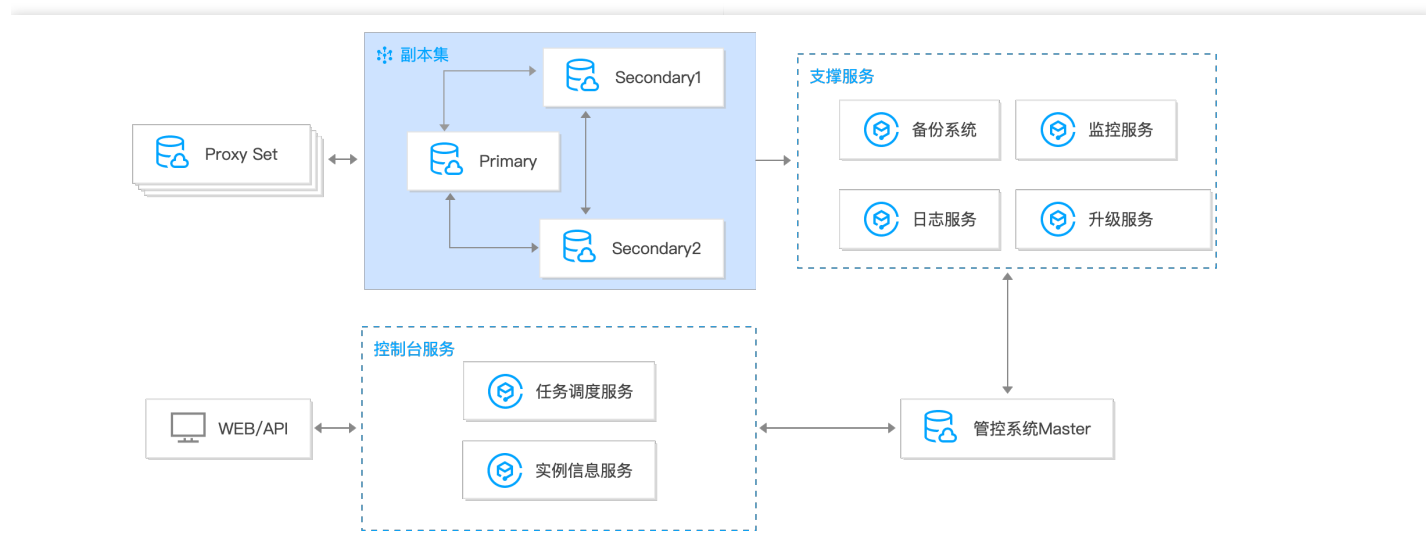 副本集
Secondary1
Proxy Set
Primary
Secondary2
支撑服务
备份系统
监控服务
日志服务
升级服务
控制台服务
任务调度服务
WEB/API
管控系统Master
实例信息服务